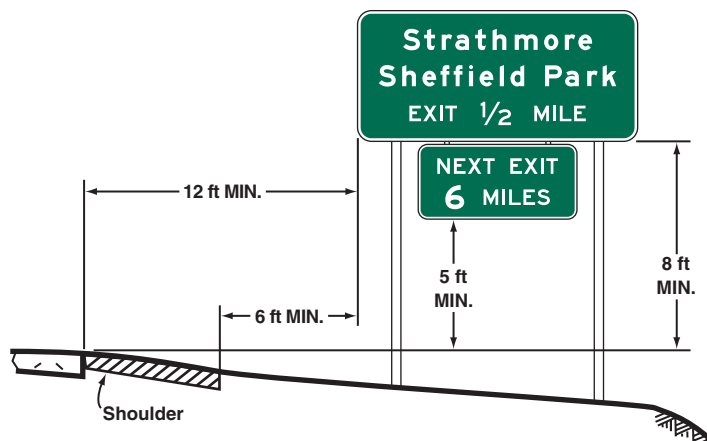 Strathmore
Sheffield Park
EXIT 1/2 MILE
NEXT EXIT
6 MILES
12 ft MIN.
5 ft
MIN.
8 ft
MIN.
6 ft MIN.
Shoulder